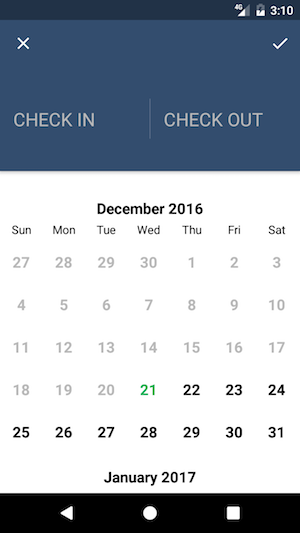 4G 3:10
CHECK IN CHECK OUT
December 2016
Sun Mon Tue Wed Thu Fri Sat
27 28 29 30 1 2 3
4 5 6 7 8 9 10
11 12 13 14 15 16 17
18 19 20 21 22 23 24
25 26 27 28 29 30 31
January 2017